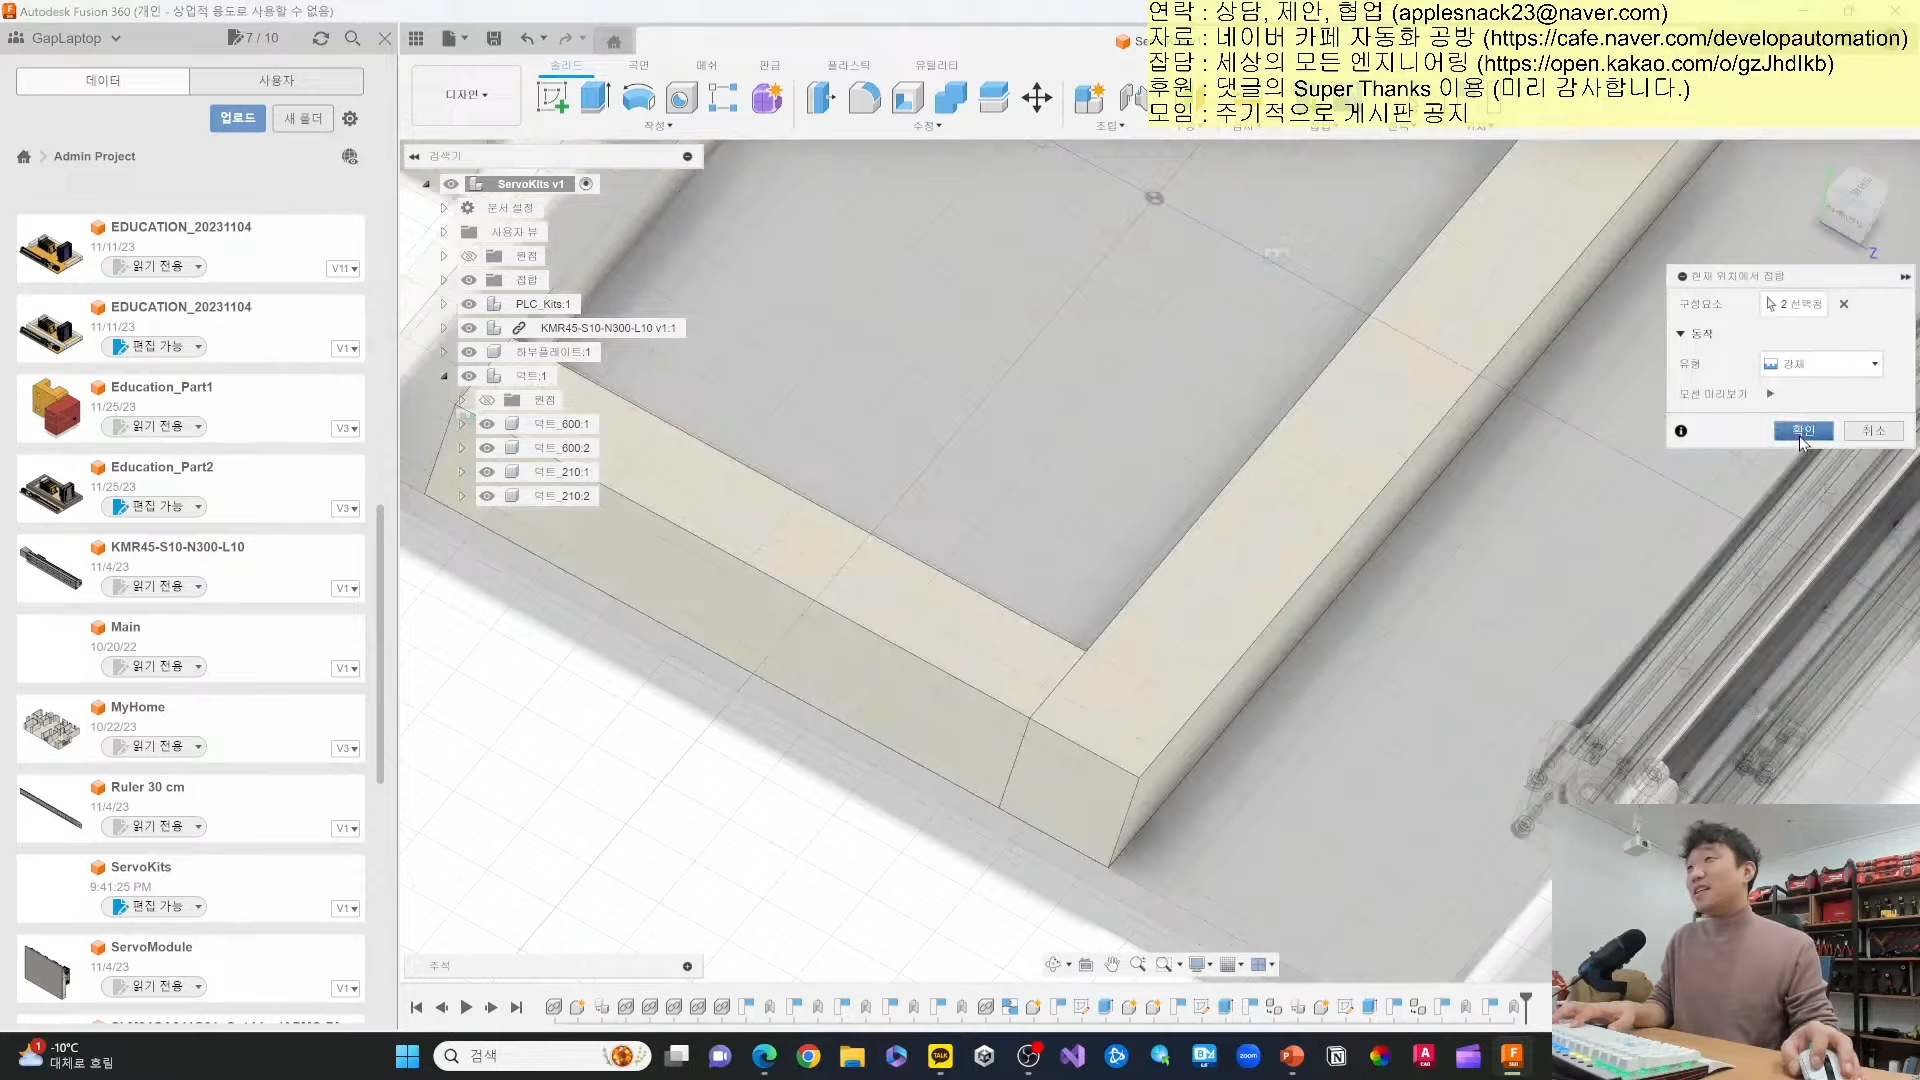 Autodesk Fusion 360 (개인 - 상업적 용도로 사용할 수 없음)
연락 : 상담, 제안, 협업 (applesnack23@naver.com)
자료 : 네이버 카페 자동화 공방 (https://cafe.naver.com/developautomation)
잡담 : 세상의 모든 엔지니어링 (https://open.kakao.com/o/gzJhdIkb)
후원 : 댓글의 Super Thanks 이용 (미리 감사합니다.)
모임 : 주기적으로 게시판 공지
GapLaptop
7 / 10
데이터
사용자
업로드
새 폴더
Admin Project
EDUCATION_20231104
11/11/23
읽기 전용
V11
EDUCATION_20231104
11/11/23
편집 가능
V1
Education_Part1
11/25/23
읽기 전용
V3
Education_Part2
11/25/23
편집 가능
V3
KMR45-S10-N300-L10
11/4/23
읽기 전용
V1
Main
10/20/22
읽기 전용
V1
MyHome
10/22/23
읽기 전용
V3
Ruler 30 cm
11/4/23
읽기 전용
V1
ServoKits
9:41:25 PM
편집 가능
V1
ServoModule
11/4/23
읽기 전용
V1
솔리드
곡면
메쉬
판금
플라스틱
유틸리티
디자인
작성
수정
조립
검색기
ServoKits v1
문서 설정
사용자 뷰
원점
접합
PLC_Kits:1
KMR45-S10-N300-L10 v1:1
하부플레이트:1
덕트:1
원점
덕트_600:1
덕트_600:2
덕트_210:1
덕트_210:2
Z
현재 위치에서 접합
구성요소
2 선택됨
동작
유형
강체
모션 미리보기
확인
취소
주석
-10°C
대체로 흐림
검색
TALK
zoom